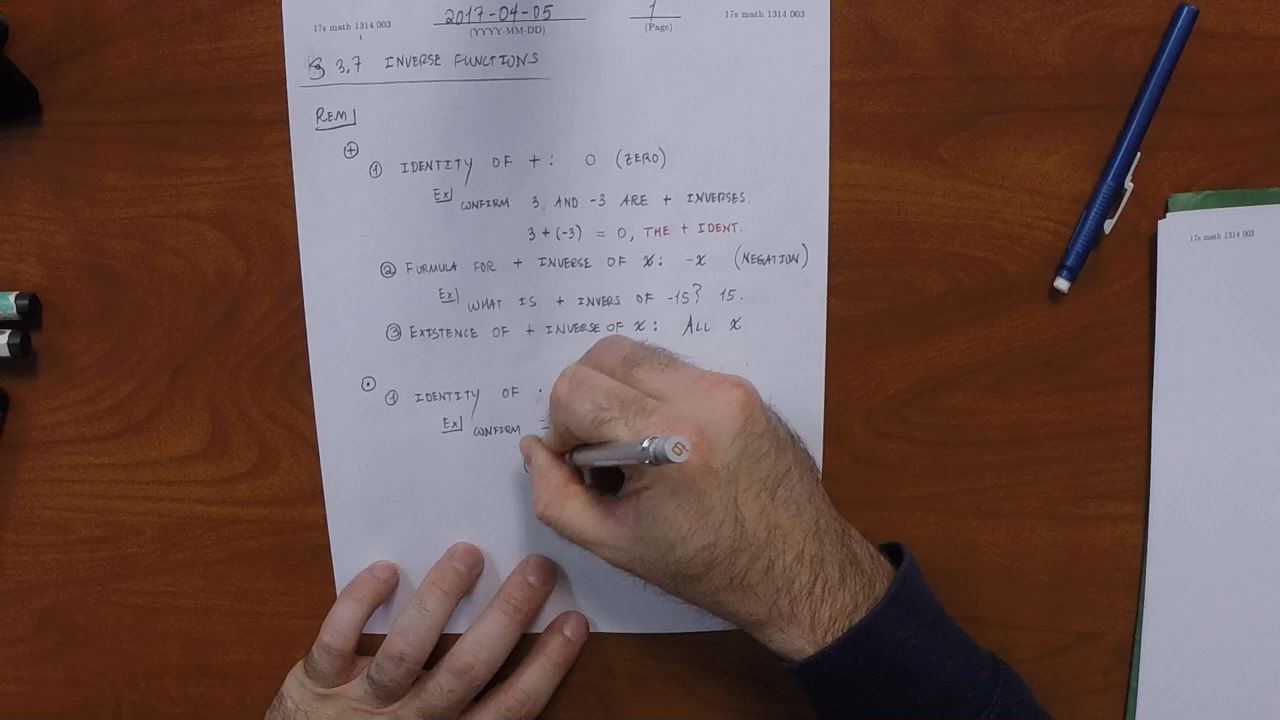 17s math 1314 003 2017-04-05 1 17s math 1314 003
(YYYY-MM-DD) (Page)
§ 3.7 INVERSE FUNCTIONS
REM
+
① IDENTITY OF +: 0 (ZERO)
Ex CONFIRM 3, AND -3 ARE + INVERSES.
3+(-3) = 0, THE + IDENT.
② FORMULA FOR + INVERSE OF x: -x (NEGATION)
Ex WHAT IS + INVERS OF -15? 15.
③ EXISTENCE OF + INVERSE OF x: ALL x.
·
① IDENTITY OF ·
Ex CONFIRM
17s math 1314 003
6